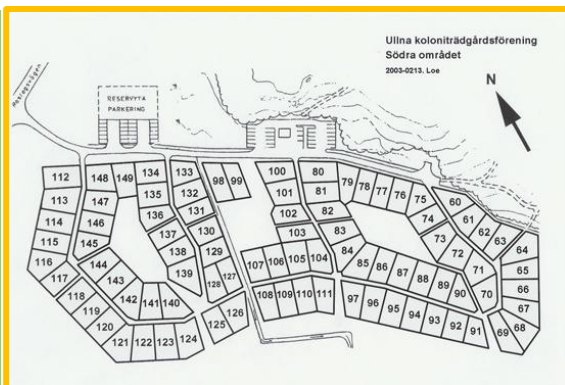 Ullna koloniträdgårdsförening
Södra området
2003-0213. Loe
N
RESERVYTA
PARKERING
112 148 149 134 133 98 99 100 80 79 78 77 76 75 60
113 147 135 132 101 81 74 61
114 146 136 131 102 82 73 62 63
115 145 137 130 103 83 72 64
116 144 138 129 107 106 105 104 84 85 86 87 88 89 90 71 65
117 143 139 128 127 70 66
118 142 141 140 108 109 110 111 97 96 95 94 93 92 91 67
119 126 69 68
120 125
121 122 123 124